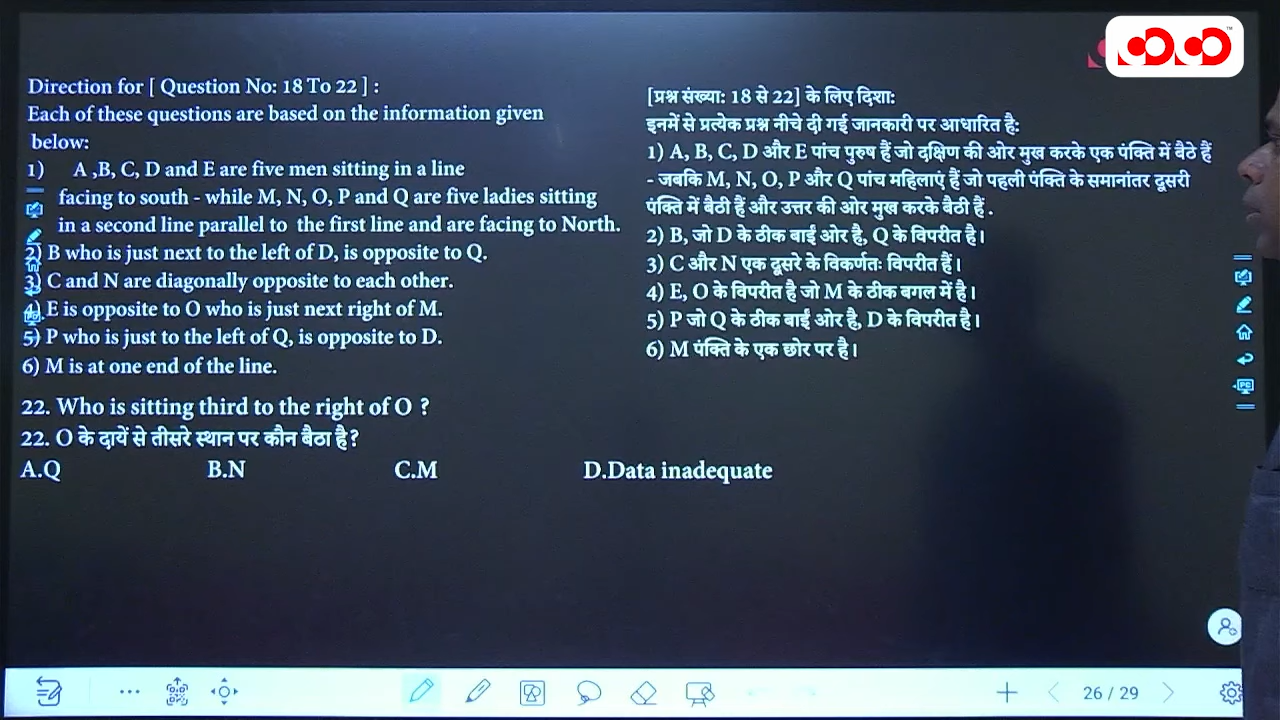 Direction for [ Question No: 18 To 22 ] :
Each of these questions are based on the information given
below:
1) A ,B, C, D and E are five men sitting in a line
facing to south - while M, N, O, P and Q are five ladies sitting
in a second line parallel to the first line and are facing to North.
2) B who is just next to the left of D, is opposite to Q.
3) C and N are diagonally opposite to each other.
4) E is opposite to O who is just next right of M.
5) P who is just to the left of Q, is opposite to D.
6) M is at one end of the line.
22. Who is sitting third to the right of O ?
22. O के दायें से तीसरे स्थान पर कौन बैठा है?
A.Q B.N C.M D.Data inadequate
[प्रश्न संख्या: 18 से 22] के लिए दिशा:
इनमें से प्रत्येक प्रश्न नीचे दी गई जानकारी पर आधारित है:
1) A, B, C, D और E पांच पुरुष हैं जो दक्षिण की ओर मुख करके एक पंक्ति में बैठे हैं
- जबकि M, N, O, P और Q पांच महिलाएं हैं जो पहली पंक्ति के समानांतर दूसरी
पंक्ति में बैठी हैं और उत्तर की ओर मुख करके बैठी हैं .
2) B, जो D के ठीक बाईं ओर है, Q के विपरीत है।
3) C और N एक दूसरे के विकर्णतः विपरीत हैं।
4) E, O के विपरीत है जो M के ठीक बगल में है।
5) P जो Q के ठीक बाईं ओर है, D के विपरीत है।
6) M पंक्ति के एक छोर पर है।
PC
26 / 29